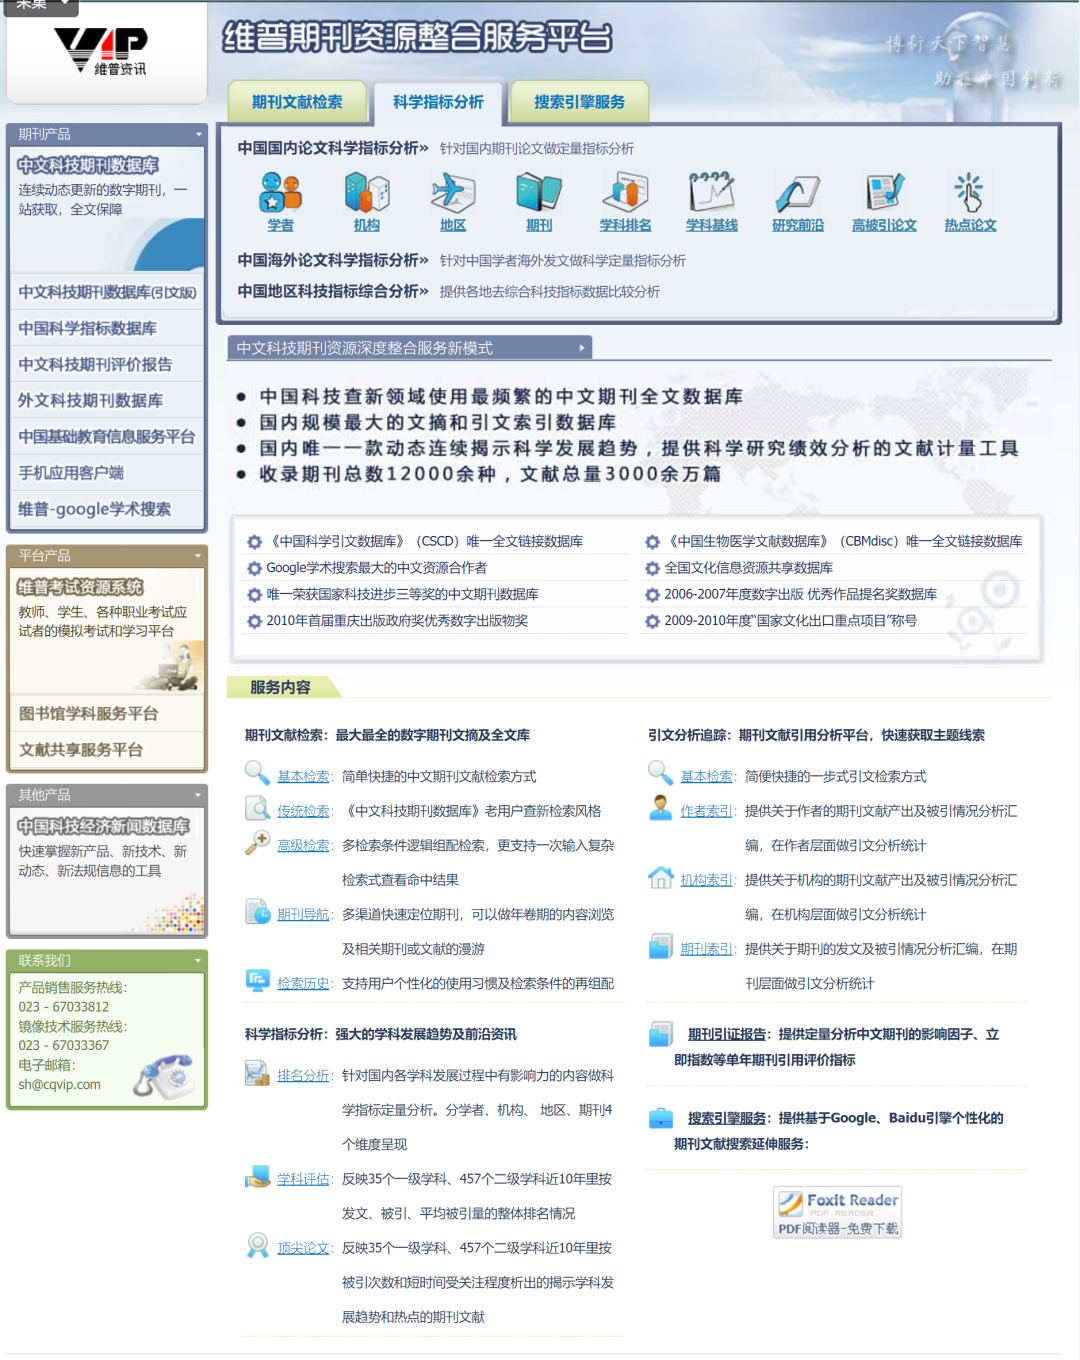 采集
VIP
维普资讯
维普期刊资源整合服务平台
博衍天下智慧
助推中国创新
期刊文献检索
科学指标分析
搜索引擎服务
期刊产品
中文科技期刊数据库
连续动态更新的数字期刊，一
站获取，全文保障
中文科技期刊数据库(引文版)
中国科学指标数据库
中文科技期刊评价报告
外文科技期刊数据库
中国基础教育信息服务平台
手机应用客户端
维普-google学术搜索
平台产品
维普考试资源系统
教师、学生、各种职业考试应
试者的模拟考试和学习平台
图书馆学科服务平台
文献共享服务平台
其他产品
中国科技经济新闻数据库
快速掌握新产品、新技术、新
动态、新法规信息的工具
联系我们
产品销售服务热线：
023 - 67033812
镜像技术服务热线：
023 - 67033367
电子邮箱：
sh@cqvip.com
中国国内论文科学指标分析» 针对国内期刊论文做定量指标分析
学者 机构 地区 期刊 学科排名 学科基线 研究前沿 高被引论文 热点论文
中国海外论文科学指标分析» 针对中国学者海外发文做科学定量指标分析
中国地区科技指标综合分析» 提供各地去综合科技指标数据比较分析
中文科技期刊资源深度整合服务新模式
● 中国科技查新领域使用最频繁的中文期刊全文数据库
● 国内规模最大的文摘和引文索引数据库
● 国内唯一一款动态连续揭示科学发展趋势，提供科学研究绩效分析的文献计量工具
● 收录期刊总数12000余种，文献总量3000余万篇
《中国科学引文数据库》（CSCD）唯一全文链接数据库
《中国生物医学文献数据库》（CBMdisc）唯一全文链接数据库
Google学术搜索最大的中文资源合作者
全国文化信息资源共享数据库
唯一荣获国家科技进步三等奖的中文期刊数据库
2006-2007年度数字出版 优秀作品提名奖数据库
2010年首届重庆出版政府奖优秀数字出版物奖
2009-2010年度“国家文化出口重点项目”称号
服务内容
期刊文献检索：最大最全的数字期刊文摘及全文库
基本检索：简单快捷的中文期刊文献检索方式
传统检索：《中文科技期刊数据库》老用户查新检索风格
高级检索：多检索条件逻辑组配检索，更支持一次输入复杂
检索式查看命中结果
期刊导航：多渠道快速定位期刊，可以做年卷期的内容浏览
及相关期刊或文献的漫游
检索历史：支持用户个性化的使用习惯及检索条件的再组配
科学指标分析：强大的学科发展趋势及前沿资讯
排名分析：针对国内各学科发展过程中有影响力的内容做科
学指标定量分析。分学者、机构、 地区、期刊4
个维度呈现
学科评估：反映35个一级学科、457个二级学科近10年里按
发文、被引、平均被引量的整体排名情况
顶尖论文：反映35个一级学科、457个二级学科近10年里按
被引次数和短时间受关注程度析出的揭示学科发
展趋势和热点的期刊文献
引文分析追踪：期刊文献引用分析平台，快速获取主题线索
基本检索：简便快捷的一步式引文检索方式
作者索引：提供关于作者的期刊文献产出及被引情况分析汇
编，在作者层面做引文分析统计
机构索引：提供关于机构的期刊文献产出及被引情况分析汇
编，在机构层面做引文分析统计
期刊索引：提供关于期刊的发文及被引情况分析汇编，在期
刊层面做引文分析统计
期刊引证报告：提供定量分析中文期刊的影响因子、立
即指数等单年期刊引用评价指标
搜索引擎服务：提供基于Google、Baidu引擎个性化的
期刊文献搜索延伸服务：
Foxit Reader
PDF READER
PDF阅读器-免费下载